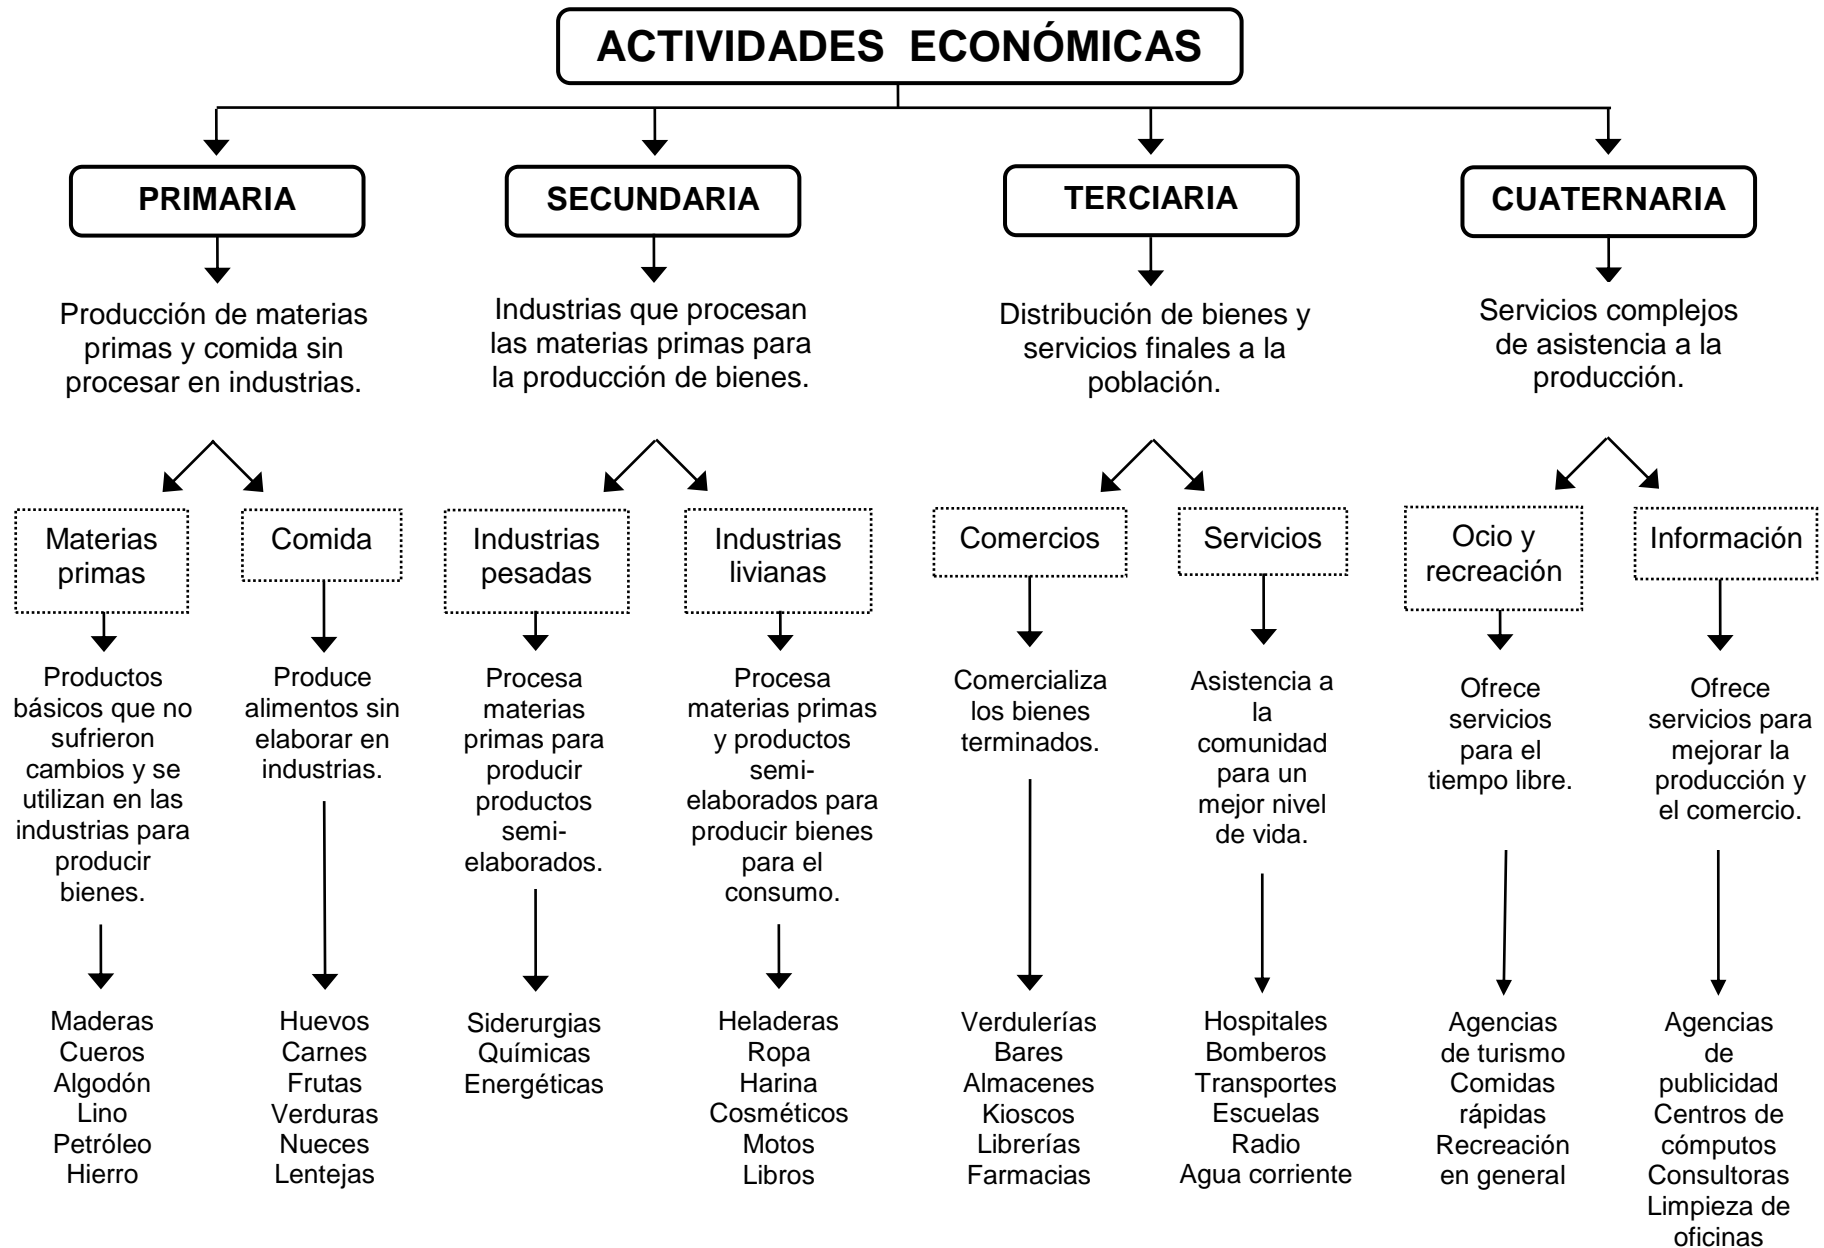 ACTIVIDADES ECONÓMICAS
PRIMARIA
SECUNDARIA
TERCIARIA
CUATERNARIA
Producción de materias
primas y comida sin
procesar en industrias.
Industrias que procesan
las materias primas para
la producción de bienes.
Distribución de bienes y
servicios finales a la
población.
Servicios complejos
de asistencia a la
producción.
Materias
primas
Comida
Industrias
pesadas
Industrias
livianas
Comercios
Servicios
Ocio y
recreación
Información
Productos
básicos que no
sufrieron
cambios y se
utilizan en las
industrias para
producir
bienes.
Produce
alimentos sin
elaborar en
industrias.
Procesa
materias
primas para
producir
productos
semi-
elaborados.
Procesa
materias primas
y productos
semi-
elaborados para
producir bienes
para el
consumo.
Comercializa
los bienes
terminados.
Asistencia a
la
comunidad
para un
mejor nivel
de vida.
Ofrece
servicios
para el
tiempo libre.
Ofrece
servicios para
mejorar la
producción y
el comercio.
Maderas
Cueros
Algodón
Lino
Petróleo
Hierro
Huevos
Carnes
Frutas
Verduras
Nueces
Lentejas
Siderurgias
Químicas
Energéticas
Heladeras
Ropa
Harina
Cosméticos
Motos
Libros
Verdulerías
Bares
Almacenes
Kioscos
Librerías
Farmacias
Hospitales
Bomberos
Transportes
Escuelas
Radio
Agua corriente
Agencias
de turismo
Comidas
rápidas
Recreación
en general
Agencias
de
publicidad
Centros de
cómputos
Consultoras
Limpieza de
oficinas